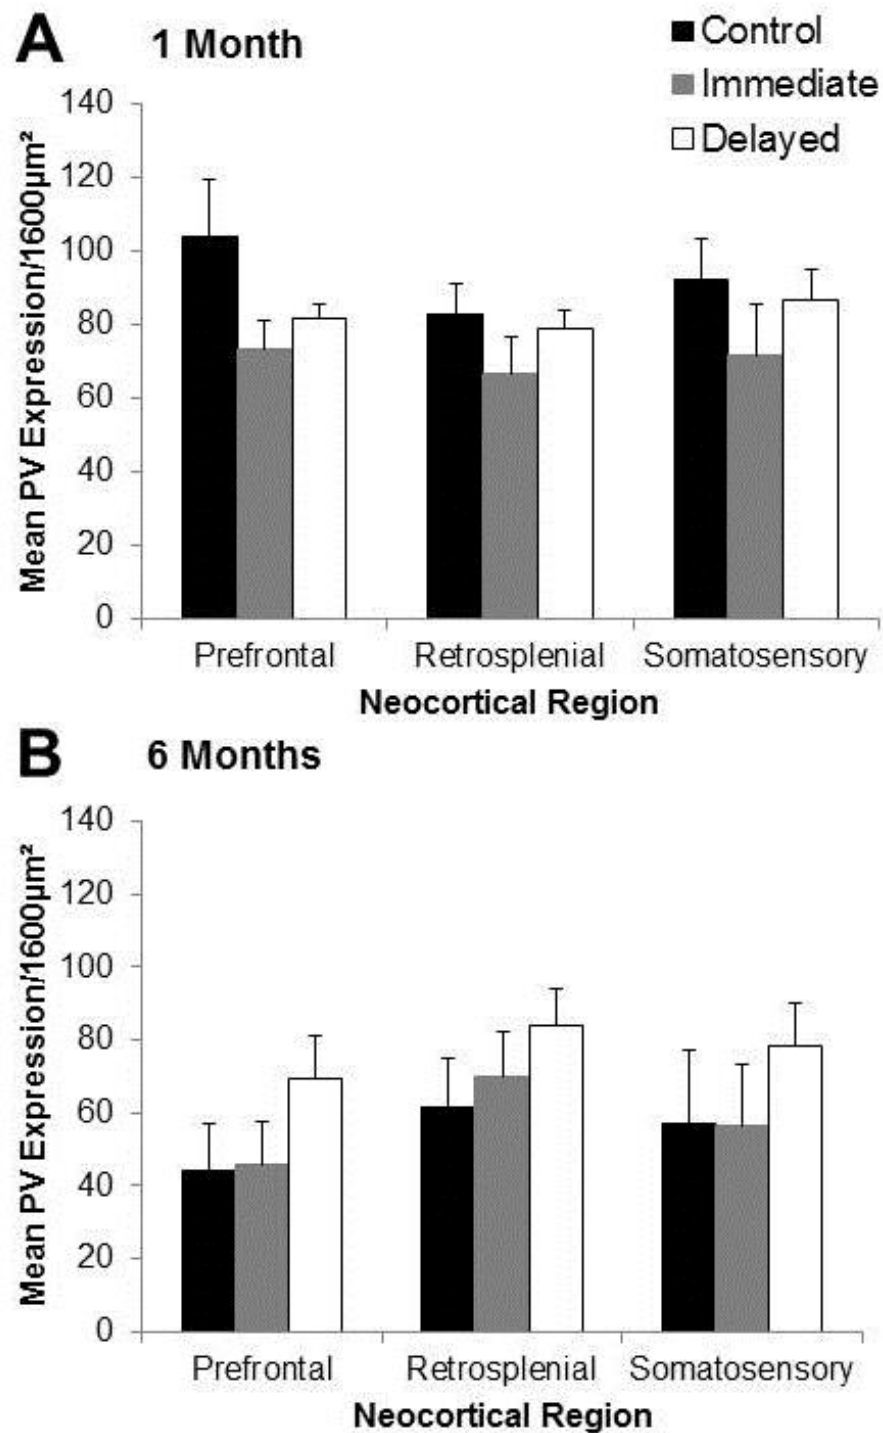 A 1 Month
Control
Immediate
Delayed
Mean PV Expression/1600µm²
140
120
100
80
60
40
20
0
Prefrontal Retrosplenial Somatosensory
Neocortical Region
B 6 Months
Mean PV Expression/1600µm²
140
120
100
80
60
40
20
0
Prefrontal Retrosplenial Somatosensory
Neocortical Region